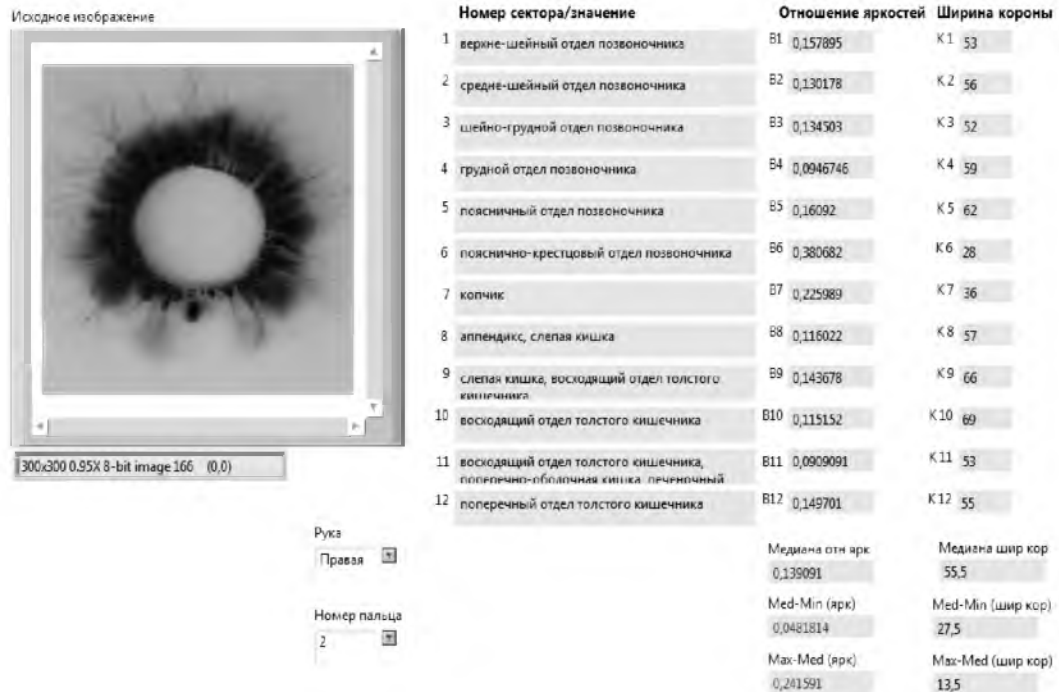 Исходное изображение
Номер сектора/значение Отношение яркостей Ширина короны
1 верхне-шейный отдел позвоночника B1 0,157895 K1 53
2 средне-шейный отдел позвоночника B2 0,130178 K2 56
3 шейно-грудной отдел позвоночника B3 0,134503 K3 52
4 грудной отдел позвоночника B4 0,0946746 K4 59
5 поясничный отдел позвоночника B5 0,16092 K5 62
6 пояснично-крестцовый отдел позвоночника B6 0,380682 K6 28
7 копчик B7 0,225989 K7 36
8 аппендикс, слепая кишка B8 0,116022 K8 57
9 слепая кишка, восходящий отдел толстого B9 0,143678 K9 66
кишечника
10 восходящий отдел толстого кишечника B10 0,115152 K10 69
11 восходящий отдел толстого кишечника, B11 0,0909091 K11 53
поперечно-ободочная кишка, печеночный
12 поперечный отдел толстого кишечника B12 0,149701 K12 55
300x300 0.95X 8-bit image 166 (0,0)
Рука
Правая
Номер пальца
2
Медиана отн ярк Медиана шир кор
0,139091 55,5
Med-Min (ярк) Med-Min (шир кор)
0,0481814 27,5
Max-Med (ярк) Max-Med (шир кор)
0,241591 13,5